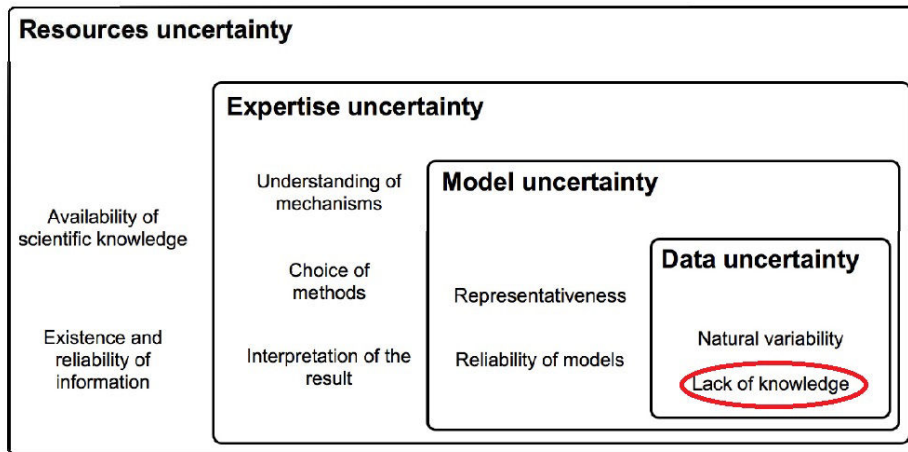 Resources uncertainty
Availability of
scientific knowledge
Existence and
reliability of
information
Expertise uncertainty
Understanding of
mechanisms
Choice of
methods
Interpretation of the
result
Model uncertainty
Representativeness
Reliability of models
Data uncertainty
Natural variability
Lack of knowledge